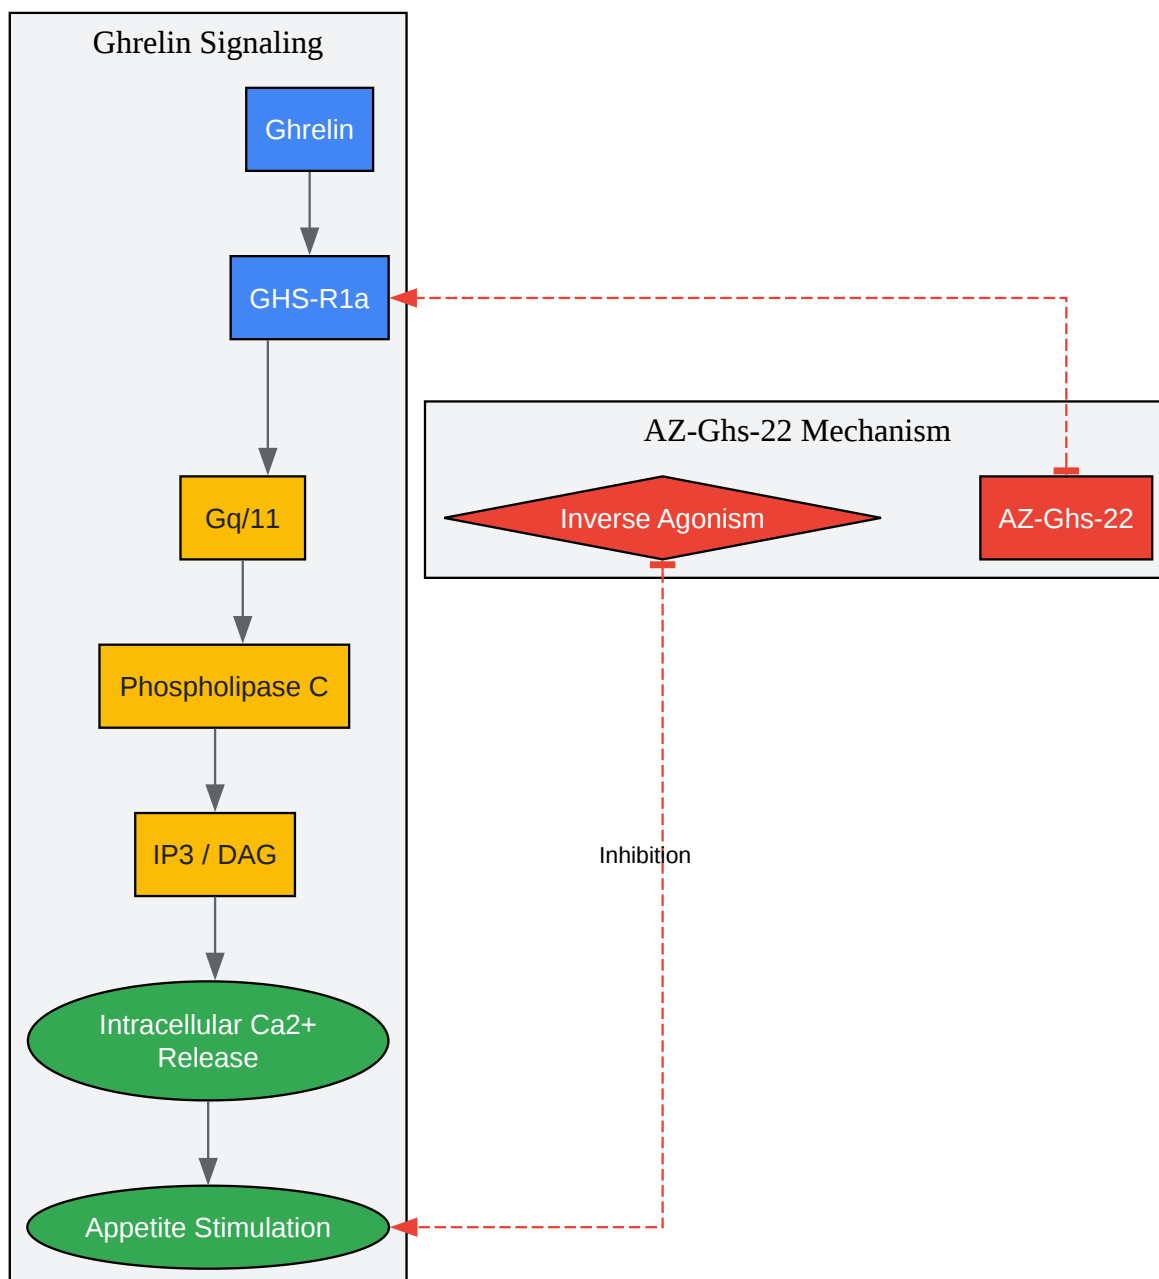 Ghrelin Signaling
Ghrelin
GHS-R1a
AZ-Ghs-22 Mechanism
Gq/11
Inverse Agonism
AZ-Ghs-22
Phospholipase C
IP3 / DAG
Inhibition
Intracellular Ca2+
Release
Appetite Stimulation